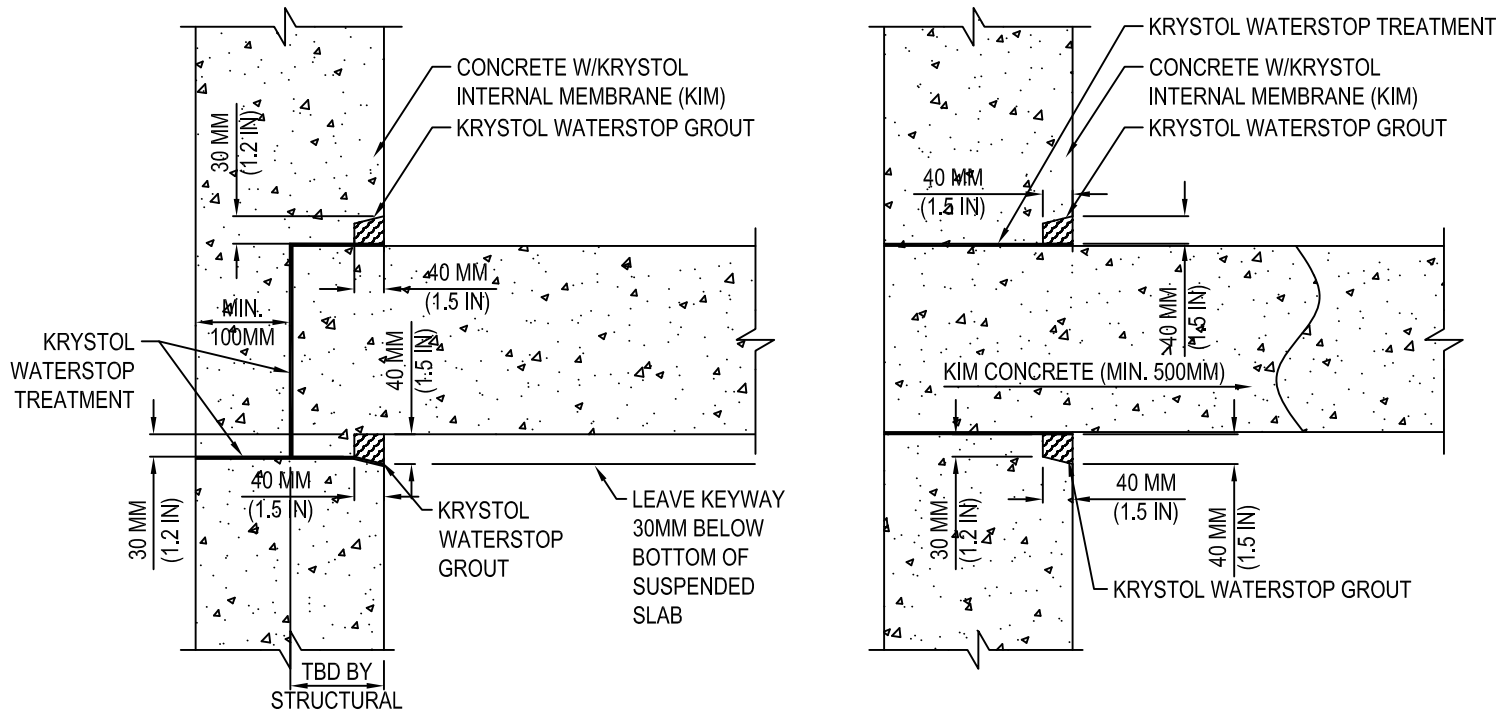 CONCRETE W/KRYSTOL
INTERNAL MEMBRANE (KIM)
KRYSTOL WATERSTOP GROUT
30 MM
(1.2 IN)
40 MM
(1.5 IN)
MIN.
100MM
KRYSTOL
WATERSTOP
TREATMENT
40 MM
(1.5 IN)
40 MM
(1.5 IN)
30 MM
(1.2 IN)
KRYSTOL
WATERSTOP
GROUT
LEAVE KEYWAY
30MM BELOW
BOTTOM OF
SUSPENDED
SLAB
TBD BY
STRUCTURAL
KRYSTOL WATERSTOP TREATMENT
CONCRETE W/KRYSTOL
INTERNAL MEMBRANE (KIM)
KRYSTOL WATERSTOP GROUT
40 MM
(1.5 IN)
40 MM
(1.5 IN)
KIM CONCRETE (MIN. 500MM)
40 MM
(1.5 IN)
30 MM
(1.2 IN)
40 MM
(1.5 IN)
KRYSTOL WATERSTOP GROUT